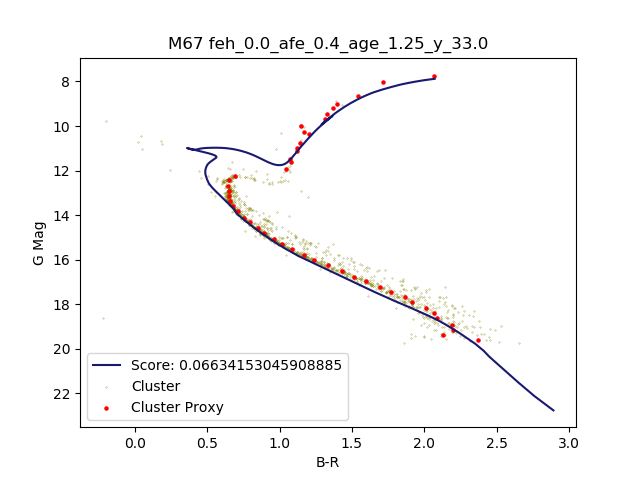 M67 feh_0.0_afe_0.4_age_1.25_y_33.0
G Mag
8
10
12
14
16
18
20
22
Score: 0.06634153045908885
Cluster
Cluster Proxy
0.0 0.5 1.0 1.5 2.0 2.5 3.0
B-R